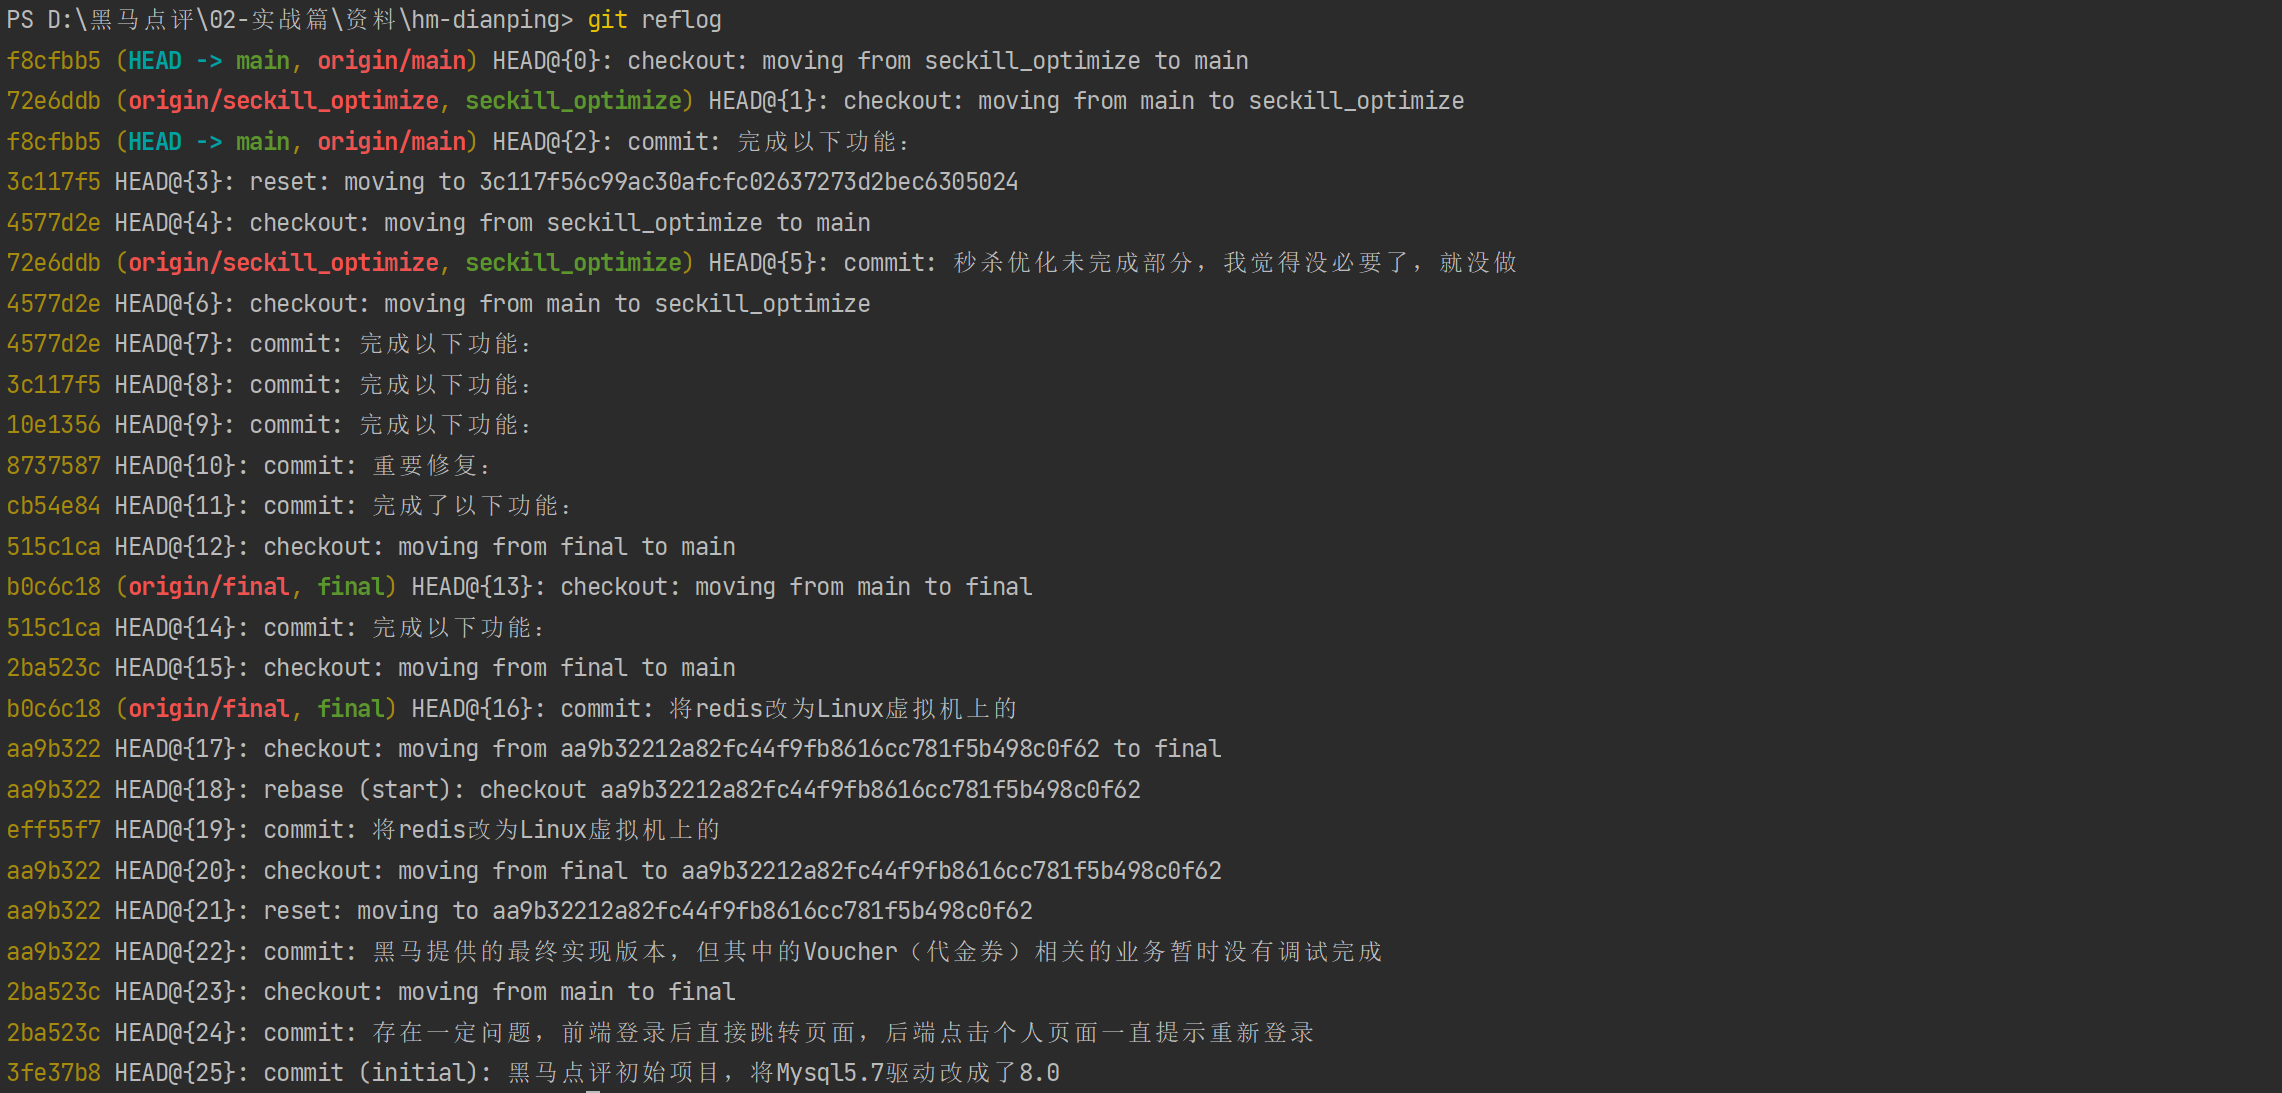 PS D:\黑马点评\02-实战篇\资料\hm-dianping> git reflog
f8cfbb5 (HEAD -> main, origin/main) HEAD@{0}: checkout: moving from seckill_optimize to main
72e6ddb (origin/seckill_optimize, seckill_optimize) HEAD@{1}: checkout: moving from main to seckill_optimize
f8cfbb5 (HEAD -> main, origin/main) HEAD@{2}: commit: 完成以下功能：
3c117f5 HEAD@{3}: reset: moving to 3c117f56c99ac30afcfc02637273d2bec6305024
4577d2e HEAD@{4}: checkout: moving from seckill_optimize to main
72e6ddb (origin/seckill_optimize, seckill_optimize) HEAD@{5}: commit: 秒杀优化未完成部分，我觉得没必要了，就没做
4577d2e HEAD@{6}: checkout: moving from main to seckill_optimize
4577d2e HEAD@{7}: commit: 完成以下功能：
3c117f5 HEAD@{8}: commit: 完成以下功能：
10e1356 HEAD@{9}: commit: 完成以下功能：
8737587 HEAD@{10}: commit: 重要修复：
cb54e84 HEAD@{11}: commit: 完成了以下功能：
515c1ca HEAD@{12}: checkout: moving from final to main
b0c6c18 (origin/final, final) HEAD@{13}: checkout: moving from main to final
515c1ca HEAD@{14}: commit: 完成以下功能：
2ba523c HEAD@{15}: checkout: moving from final to main
b0c6c18 (origin/final, final) HEAD@{16}: commit: 将redis改为Linux虚拟机上的
aa9b322 HEAD@{17}: checkout: moving from aa9b32212a82fc44f9fb8616cc781f5b498c0f62 to final
aa9b322 HEAD@{18}: rebase (start): checkout aa9b32212a82fc44f9fb8616cc781f5b498c0f62
eff55f7 HEAD@{19}: commit: 将redis改为Linux虚拟机上的
aa9b322 HEAD@{20}: checkout: moving from final to aa9b32212a82fc44f9fb8616cc781f5b498c0f62
aa9b322 HEAD@{21}: reset: moving to aa9b32212a82fc44f9fb8616cc781f5b498c0f62
aa9b322 HEAD@{22}: commit: 黑马提供的最终实现版本，但其中的Voucher（代金券）相关的业务暂时没有调试完成
2ba523c HEAD@{23}: checkout: moving from main to final
2ba523c HEAD@{24}: commit: 存在一定问题，前端登录后直接跳转页面，后端点击个人页面一直提示重新登录
3fe37b8 HEAD@{25}: commit (initial): 黑马点评初始项目，将Mysql5.7驱动改成了8.0